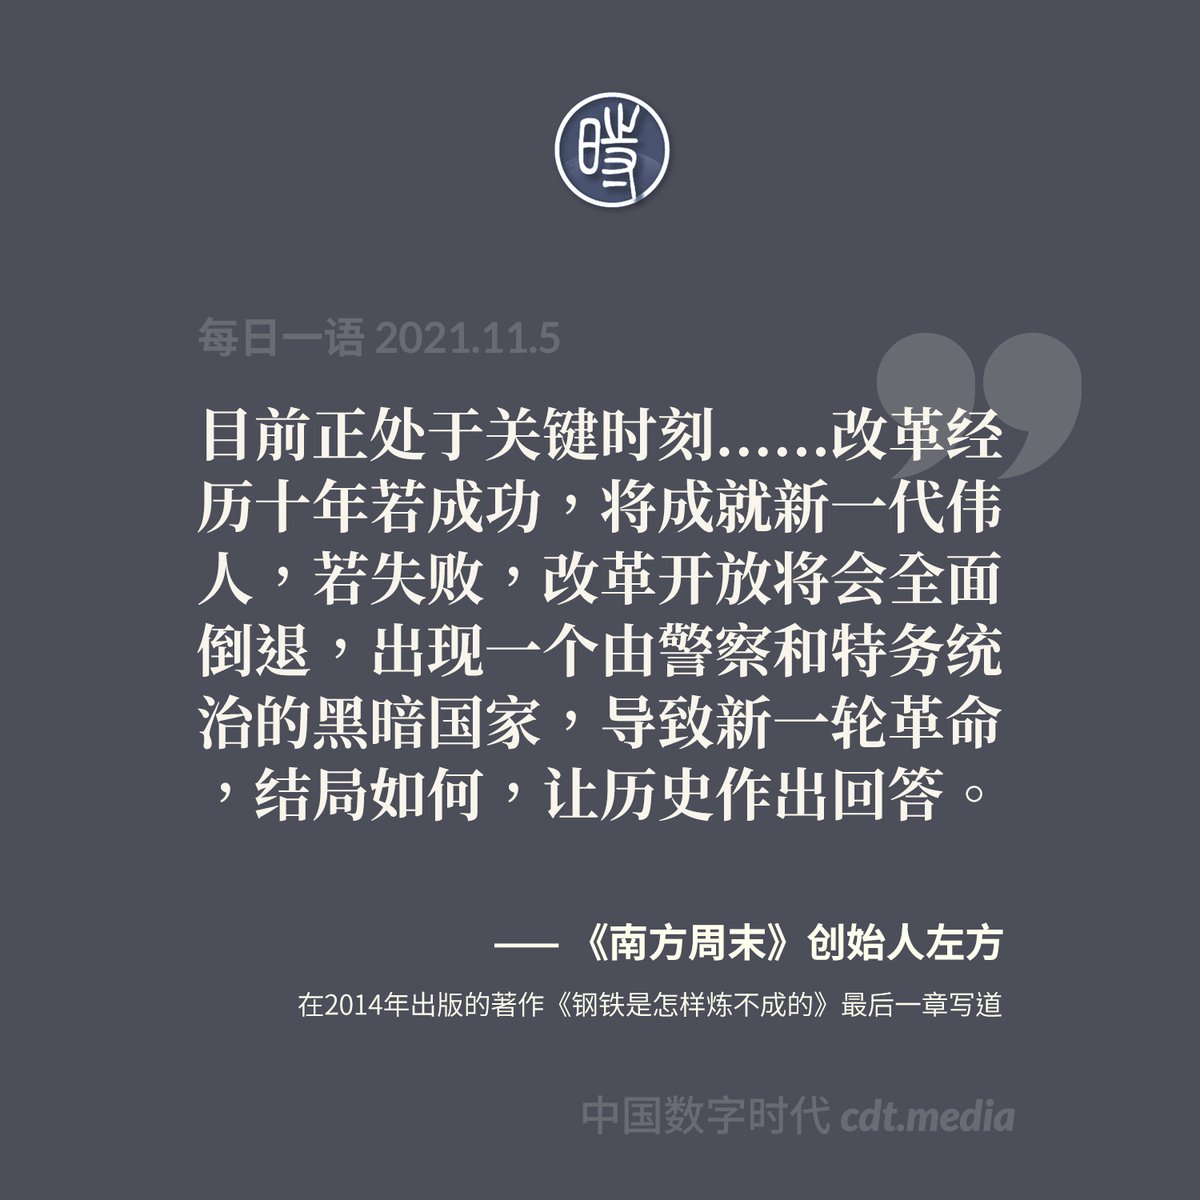 時
每日一语 2021.11.5
目前正处于关键时刻……改革经
历十年若成功，将成就新一代伟
人，若失败，改革开放将会全面
倒退，出现一个由警察和特务统
治的黑暗国家，导致新一轮革命
，结局如何，让历史作出回答。
—— 《南方周末》创始人左方
在2014年出版的著作《钢铁是怎样炼不成的》最后一章写道
中国数字时代 cdt.media